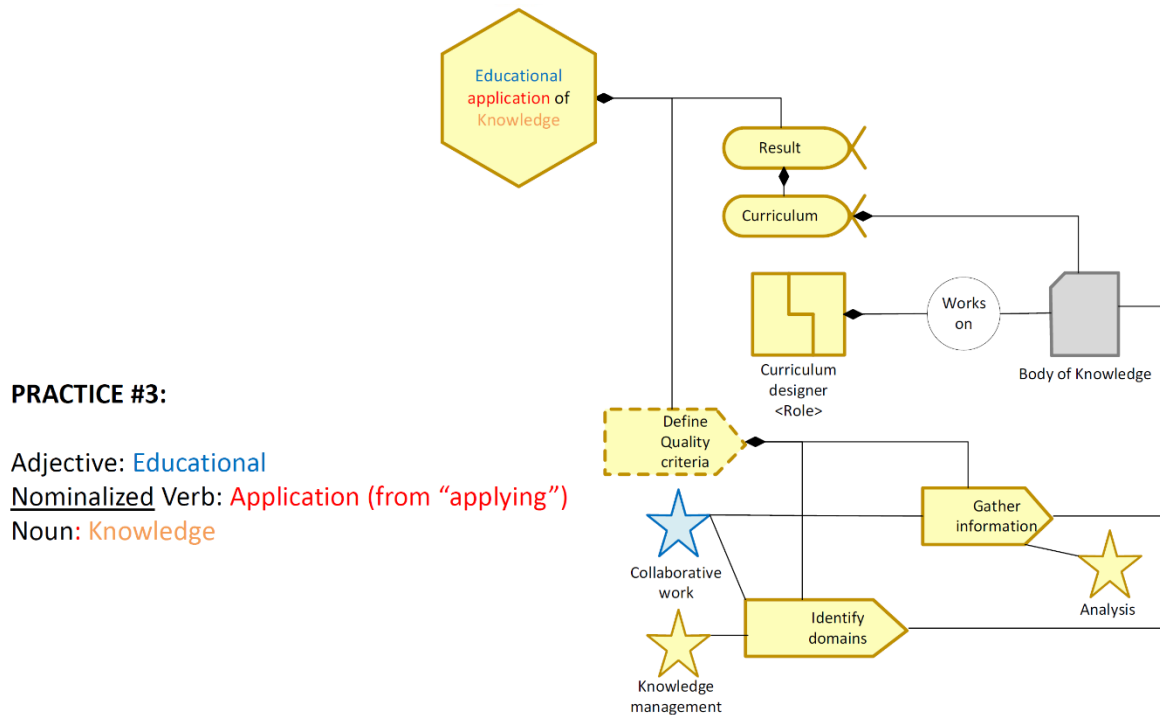 Educational
application of
Knowledge
Result
Curriculum
Works
on
Curriculum
designer
<Role>
Body of Knowledge
PRACTICE #3:
Adjective: Educational
Nominalized Verb: Application (from “applying”)
Noun: Knowledge
Define
Quality
criteria
Gather
information
Collaborative
work
Analysis
Identify
domains
Knowledge
management